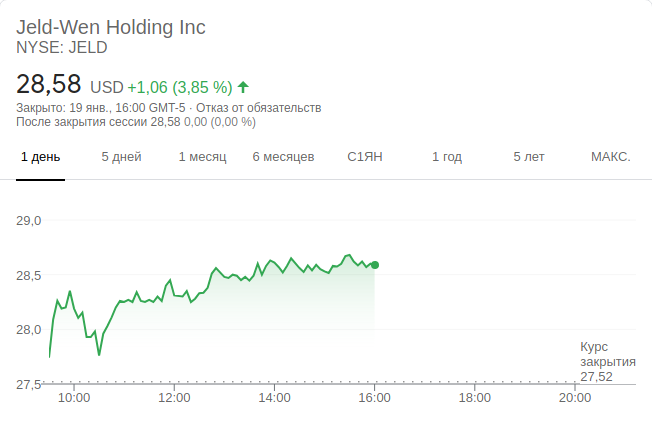 Jeld-Wen Holding Inc
NYSE: JELD
28,58 USD +1,06 (3,85 %)
Закрыто: 19 янв., 16:00 GMT-5 · Отказ от обязательств
После закрытия сессии 28,58 0,00 (0,00 %)
1 день 5 дней 1 месяц 6 месяцев С1ЯН 1 год 5 лет МАКС.
29,0
28,5
28,0
Курс
закрытия
27,52
27,5
10:00 12:00 14:00 16:00 18:00 20:00